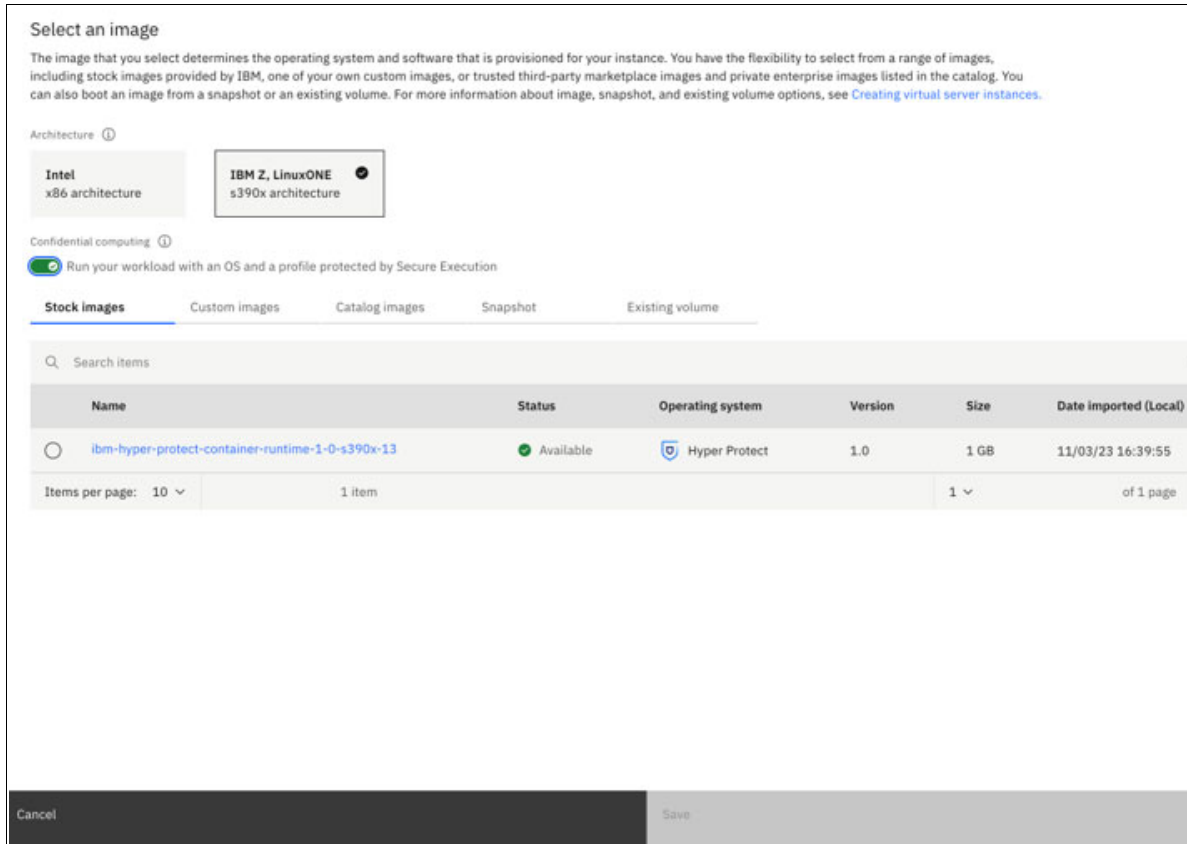 Select an image
The image that you select determines the operating system and software that is provisioned for your instance. You have the flexibility to select from a range of images,
including stock images provided by IBM, one of your own custom images, or trusted third-party marketplace images and private enterprise images listed in the catalog. You
can also boot an image from a snapshot or an existing volume. For more information about image, snapshot, and existing volume options, see Creating virtual server instances.
Architecture
Intel
x86 architecture
IBM Z, LinuxONE
s390x architecture
Confidential computing
Run your workload with an OS and a profile protected by Secure Execution
Stock images Custom images Catalog images Snapshot Existing volume
Search items
Name Status Operating system Version Size Date imported (Local)
ibm-hyper-protect-container-runtime-1-0-s390x-13 Available Hyper Protect 1.0 1 GB 11/03/23 16:39:55
Items per page: 10 1 item 1 of 1 page
Cancel Save